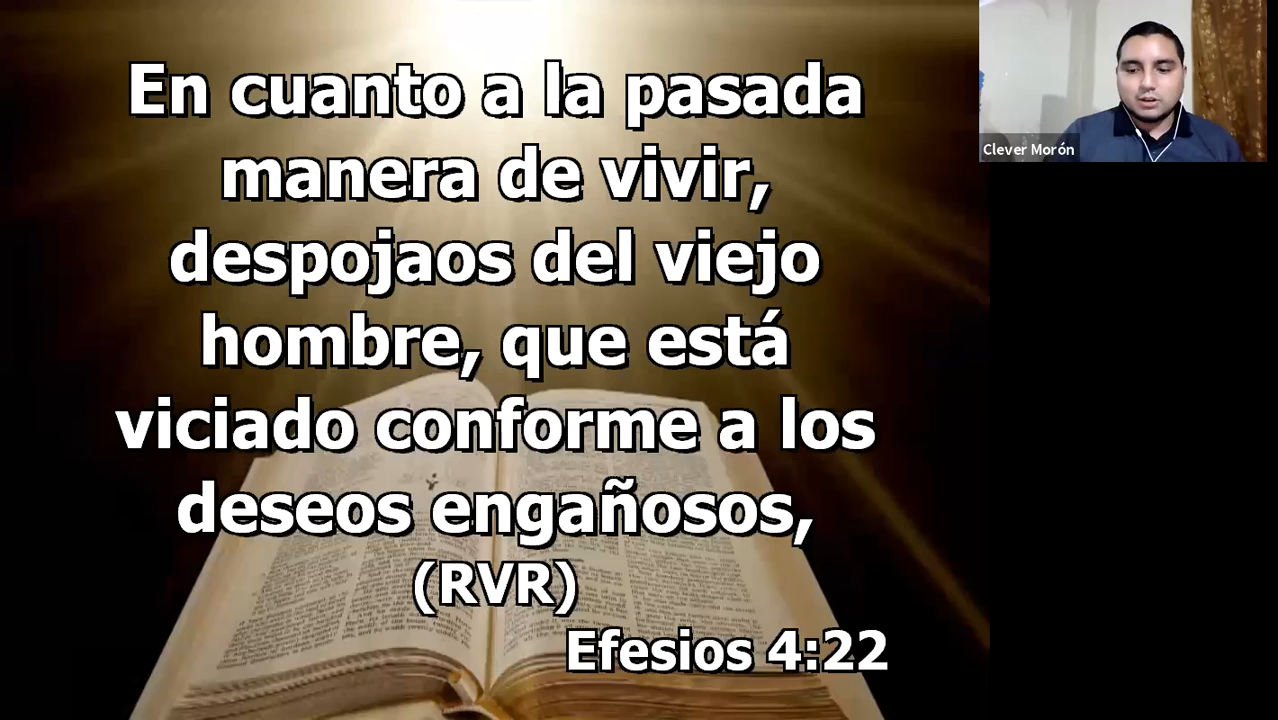 En cuanto a la pasada
manera de vivir,
despojaos del viejo
hombre, que está
viciado conforme a los
deseos engañosos,
(RVR)
Efesios 4:22
Clever Morón